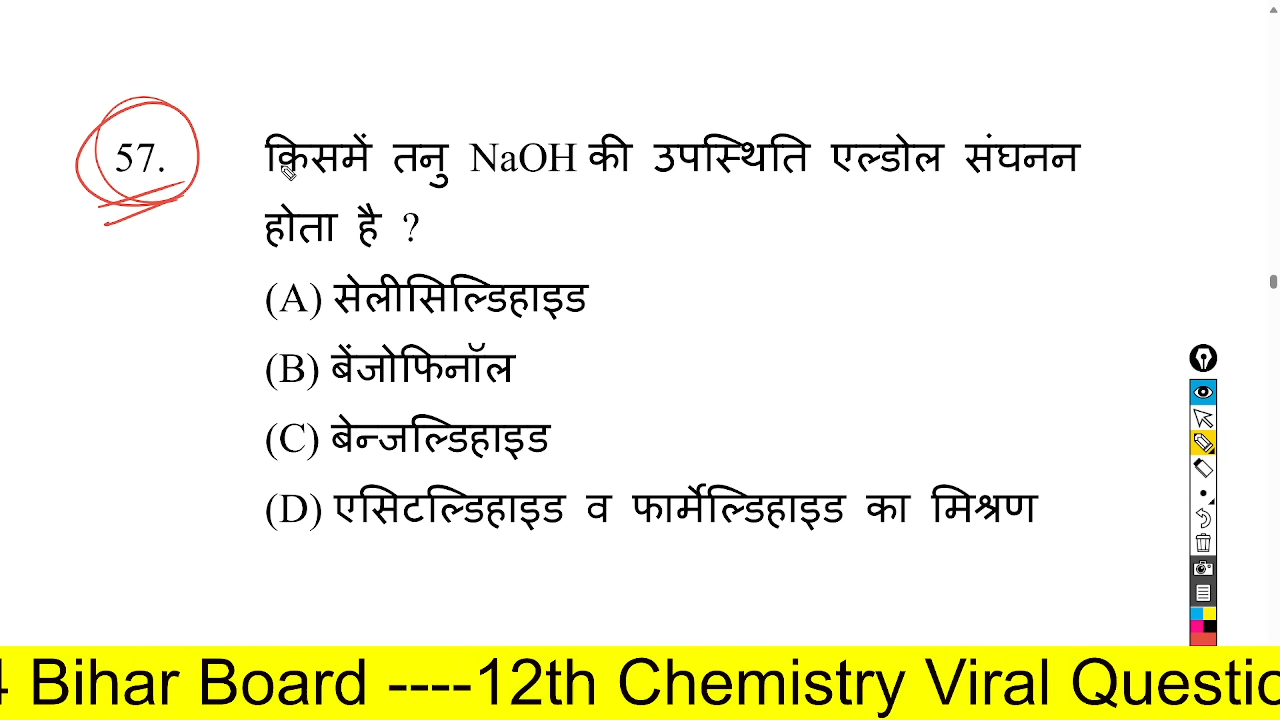 57. किसमें तनु NaOH की उपस्थिति एल्डोल संघनन
होता है ?
(A) सेलीसिल्डिहाइड
(B) बेंजोफिनॉल
(C) बेन्जल्डिहाइड
(D) एसिटल्डिहाइड व फार्मेल्डिहाइड का मिश्रण
4 Bihar Board ----12th Chemistry Viral Questio